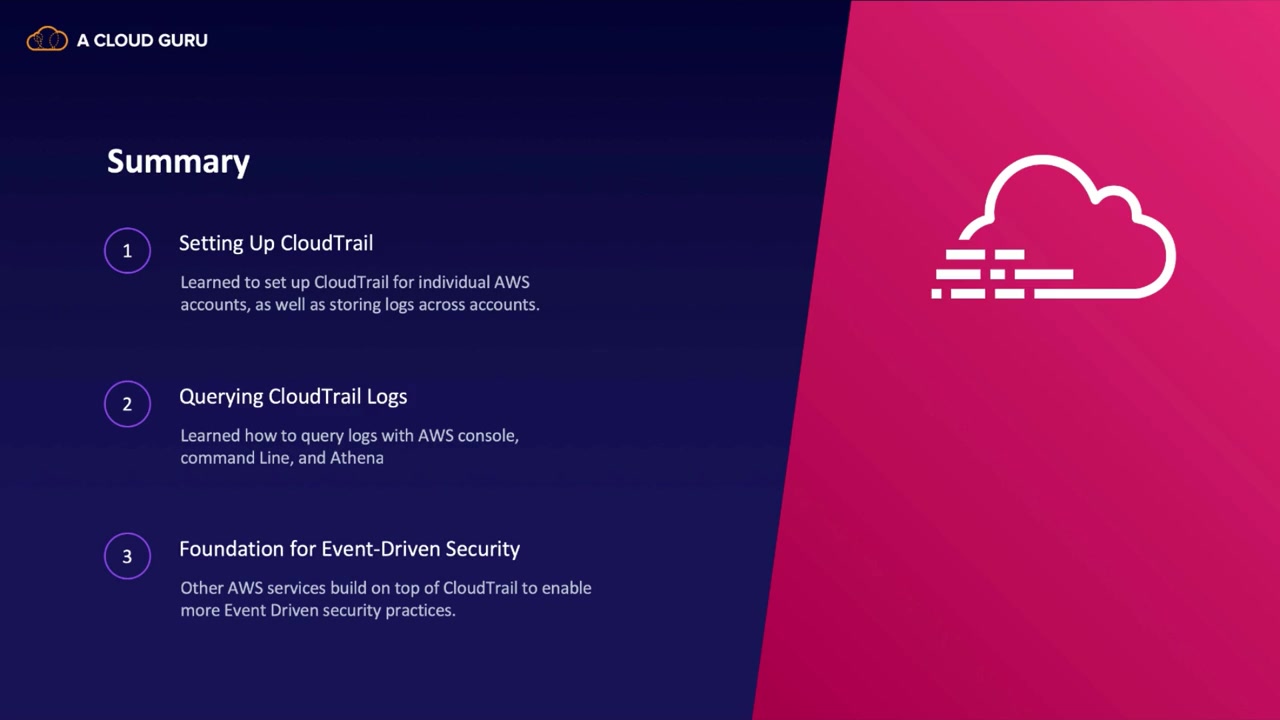 A CLOUD GURU
Summary
1
Setting Up CloudTrail
Learned to set up CloudTrail for individual AWS
accounts, as well as storing logs across accounts.
2
Querying CloudTrail Logs
Learned how to query logs with AWS console,
command Line, and Athena
3
Foundation for Event-Driven Security
Other AWS services build on top of CloudTrail to enable
more Event Driven security practices.